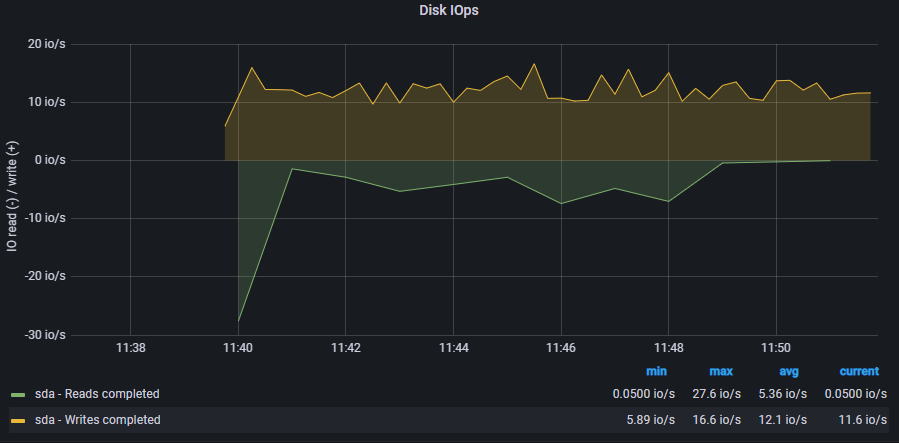 Disk IOps
IO read (-) / write (+)
20 io/s
10 io/s
0 io/s
-10 io/s
-20 io/s
-30 io/s
11:38 11:40 11:42 11:44 11:46 11:48 11:50
min max avg current
sda - Reads completed 0.0500 io/s 27.6 io/s 5.36 io/s 0.0500 io/s
sda - Writes completed 5.89 io/s 16.6 io/s 12.1 io/s 11.6 io/s